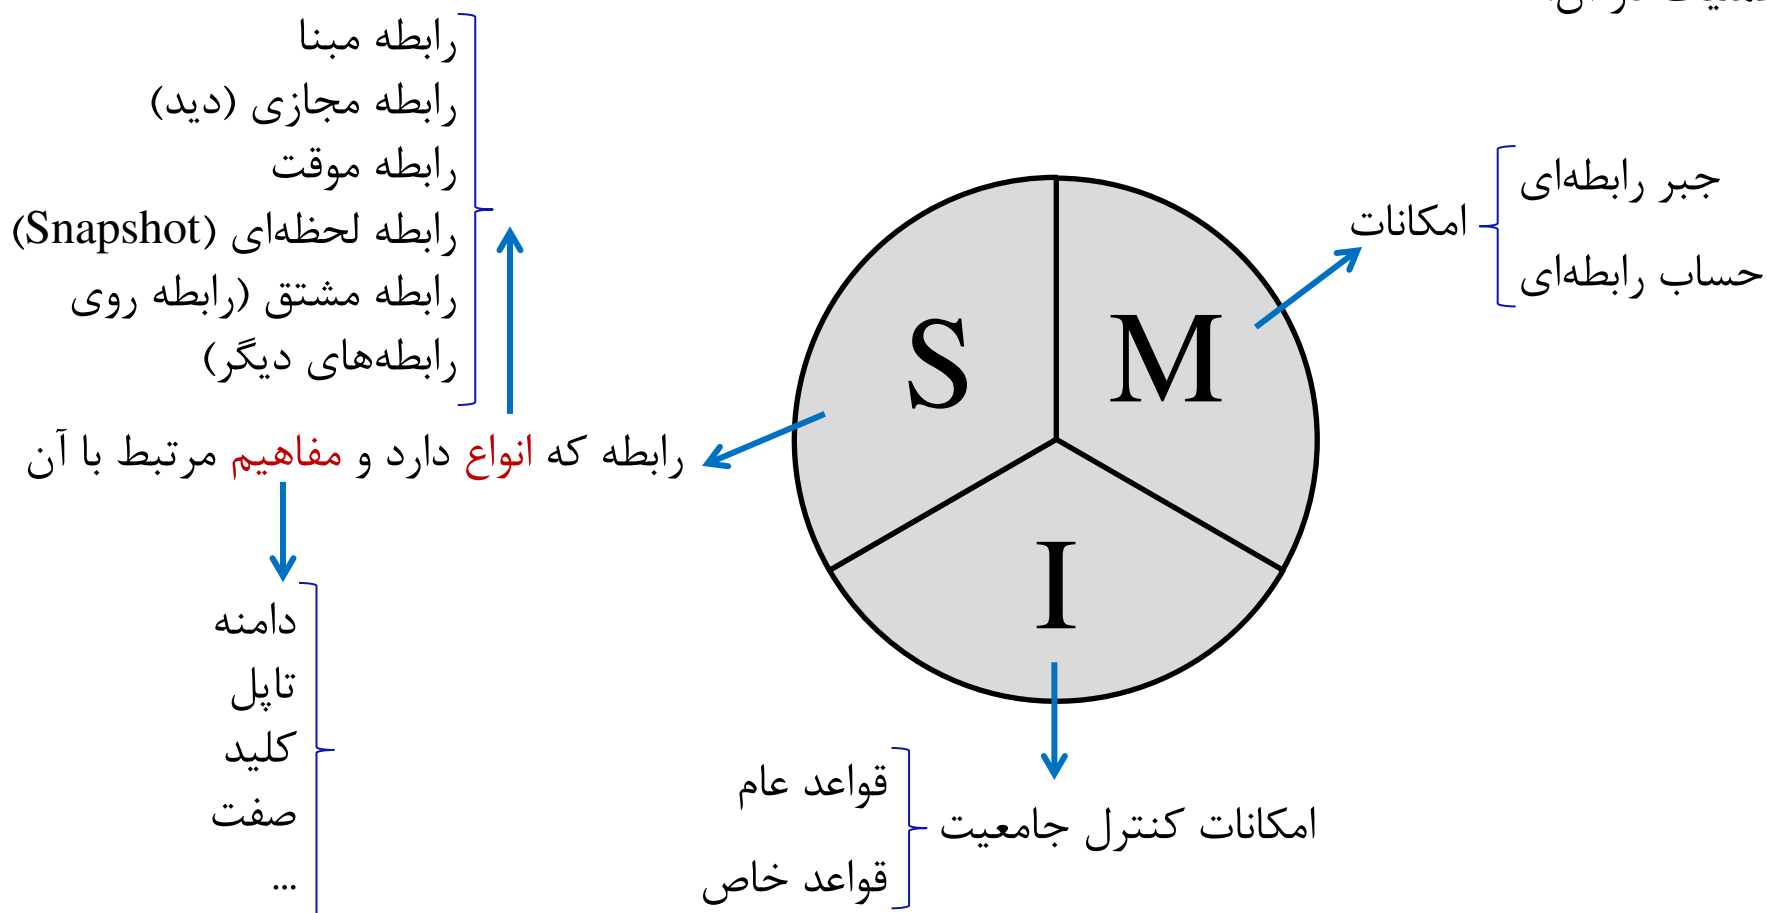 رابطه مبنا
رابطه مجازی (دید)
رابطه موقت
رابطه لحظه‌ای (Snapshot)
رابطه مشتق (رابطه روی
رابطه‌های دیگر)
جبر رابطه‌ای
امکانات
حساب رابطه‌ای
S
M
I
رابطه که انواع دارد و مفاهیم مرتبط با آن
دامنه
تاپل
کلید
صفت
...
قواعد عام
امکانات کنترل جامعیت
قواعد خاص